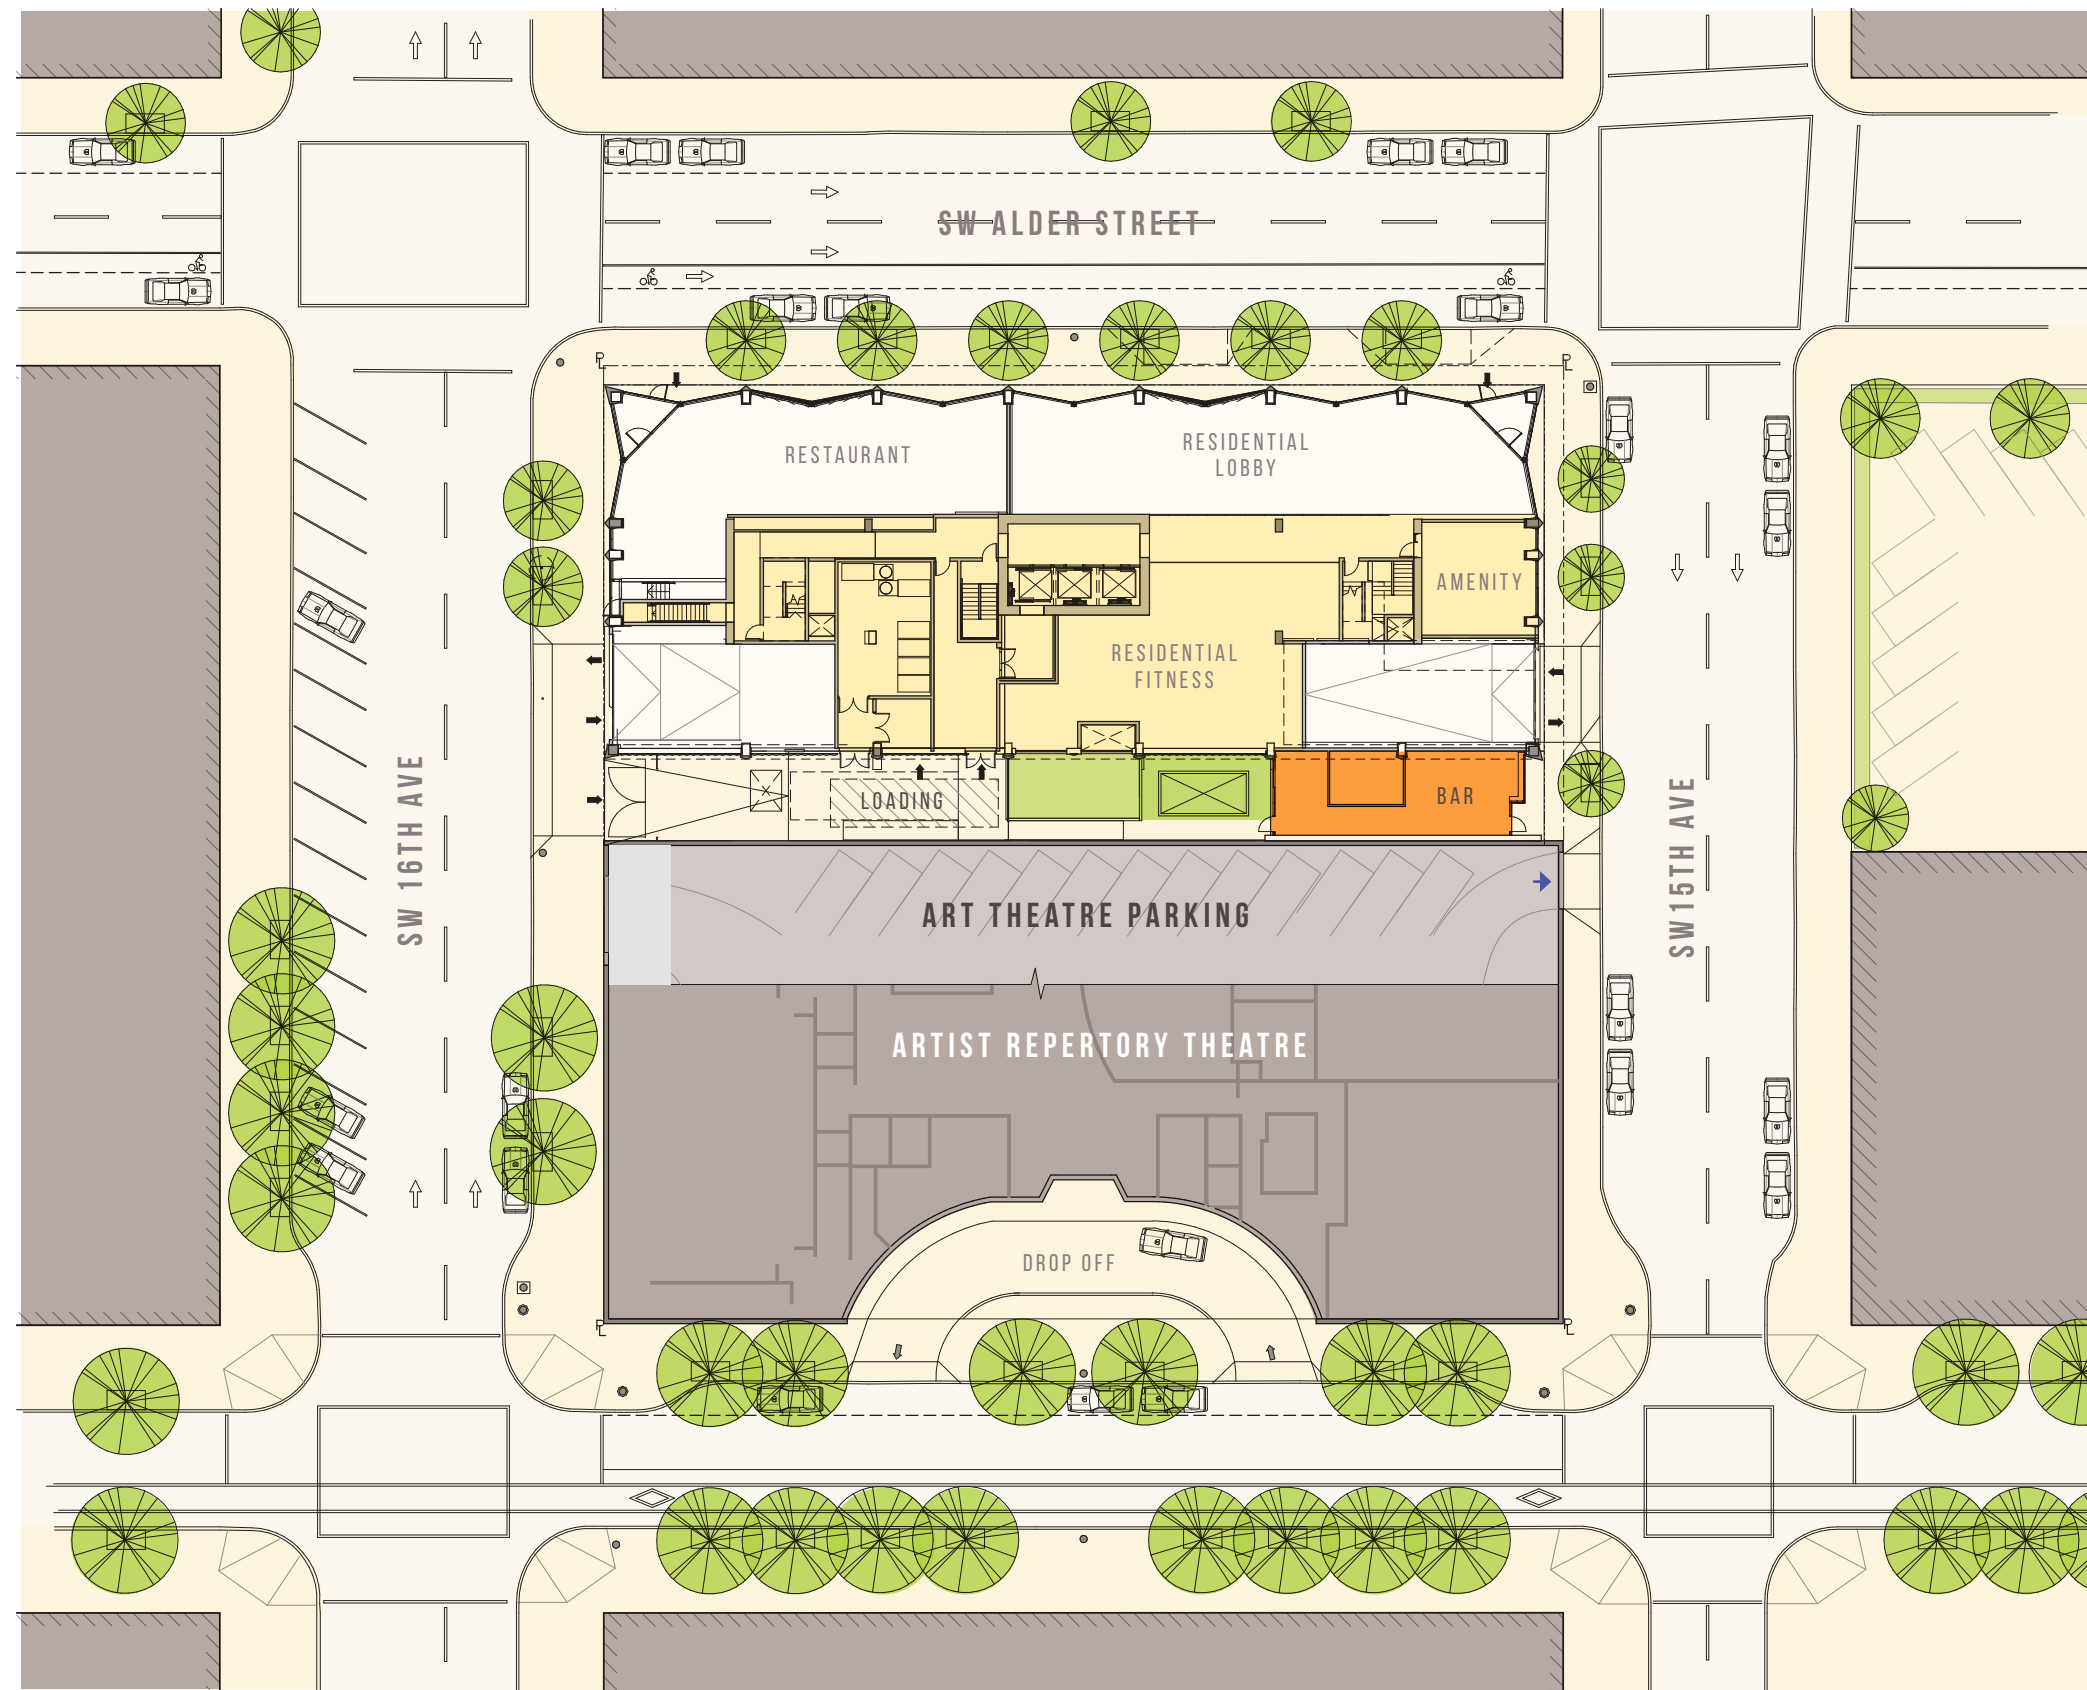 SW ALDER STREET
RESTAURANT
RESIDENTIAL
LOBBY
AMENITY
RESIDENTIAL
FITNESS
LOADING
BAR
SW 16TH AVE
SW 15TH AVE
ART THEATRE PARKING
ARTIST REPERTORY THEATRE
DROP OFF